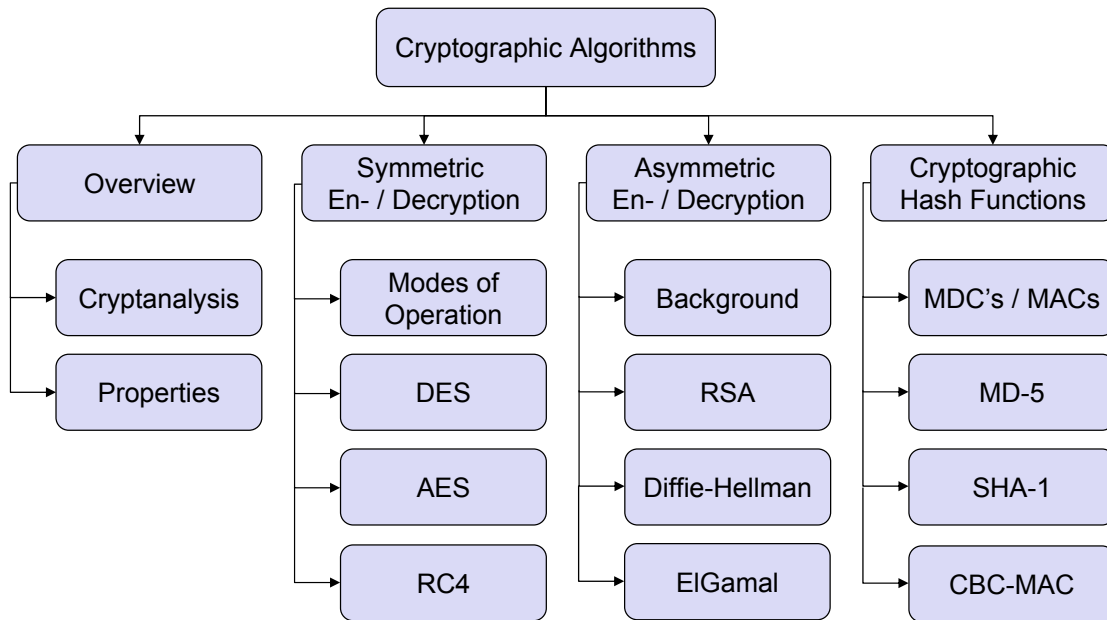 Cryptographic Algorithms
Overview
Cryptanalysis
Properties
Symmetric
En- / Decryption
Modes of
Operation
DES
AES
RC4
Asymmetric
En- / Decryption
Background
RSA
Diffie-Hellman
ElGamal
Cryptographic
Hash Functions
MDC’s / MACs
MD-5
SHA-1
CBC-MAC